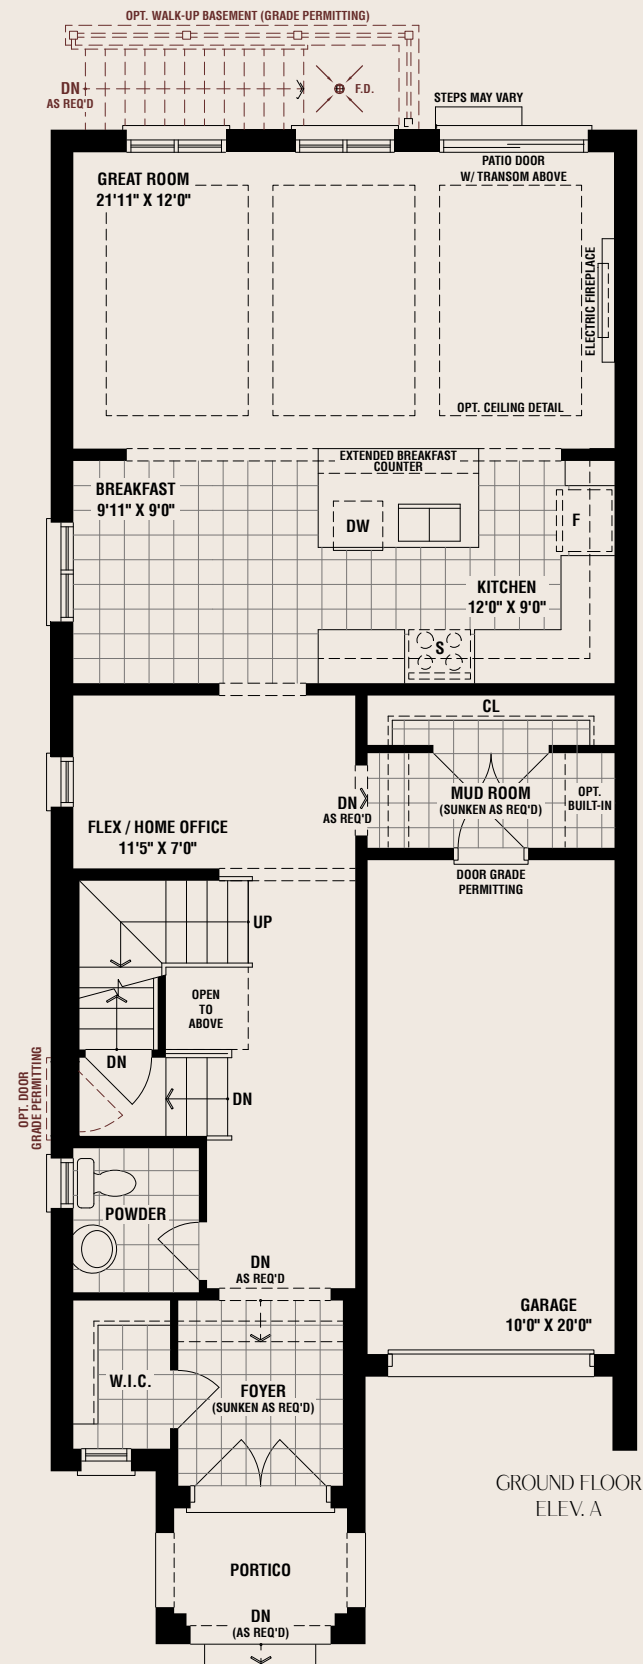 OPT. WALK-UP BASEMENT (GRADE PERMITTING)
DN
AS REQ'D
F.D.
STEPS MAY VARY
PATIO DOOR
W/ TRANSOM ABOVE
GREAT ROOM
21'11" X 12'0"
ELECTRIC FIREPLACE
OPT. CEILING DETAIL
EXTENDED BREAKFAST
COUNTER
BREAKFAST
9'11" X 9'0"
DW
F
KITCHEN
12'0" X 9'0"
S
CL
MUD ROOM
(SUNKEN AS REQ'D)
OPT.
BUILT-IN
DN
AS REQ'D
FLEX / HOME OFFICE
11'5" X 7'0"
DOOR GRADE
PERMITTING
UP
OPEN
TO
ABOVE
DN
DN
OPT. DOOR
GRADE PERMITTING
POWDER
DN
AS REQ'D
GARAGE
10'0" X 20'0"
W.I.C.
FOYER
(SUNKEN AS REQ'D)
GROUND FLOOR
ELEV. A
PORTICO
DN
(AS REQ'D)